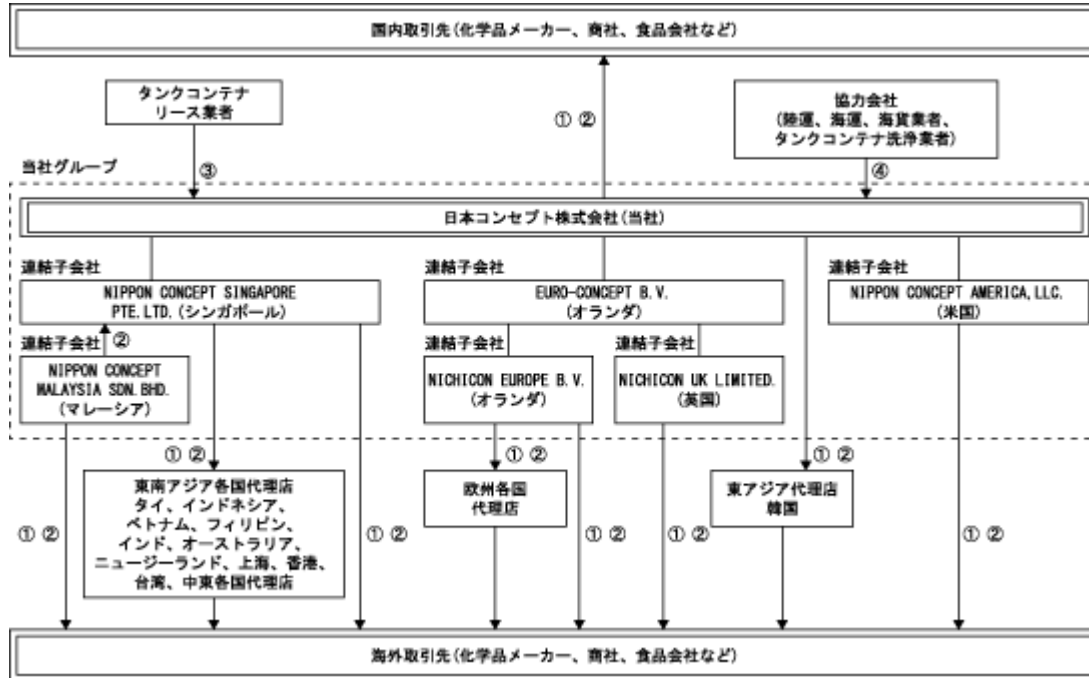 国内取引先(化学品メーカー、商社、食品会社など)
タンクコンテナ
リース業者
① ②
協力会社
(陸運、海運、海貨業者、
タンクコンテナ洗浄業者)
当社グループ
③
④
日本コンセプト株式会社(当社)
連結子会社
NIPPON CONCEPT SINGAPORE
PTE.LTD.(シンガポール)
連結子会社
EURO-CONCEPT B.V.
(オランダ)
連結子会社
NIPPON CONCEPT AMERICA,LLC.
(米国)
連結子会社
②
NIPPON CONCEPT
MALAYSIA SDN.BHD.
(マレーシア)
連結子会社
NICHICON EUROPE B.V.
(オランダ)
連結子会社
NICHICON UK LIMITED.
(英国)
① ②
① ②
① ②
東南アジア各国代理店
タイ、インドネシア、
ベトナム、フィリピン、
インド、オーストラリア、
ニュージーランド、上海、香港、
台湾、中東各国代理店
欧州各国
代理店
東アジア代理店
韓国
① ②
① ②
① ②
① ②
① ②
海外取引先(化学品メーカー、商社、食品会社など)